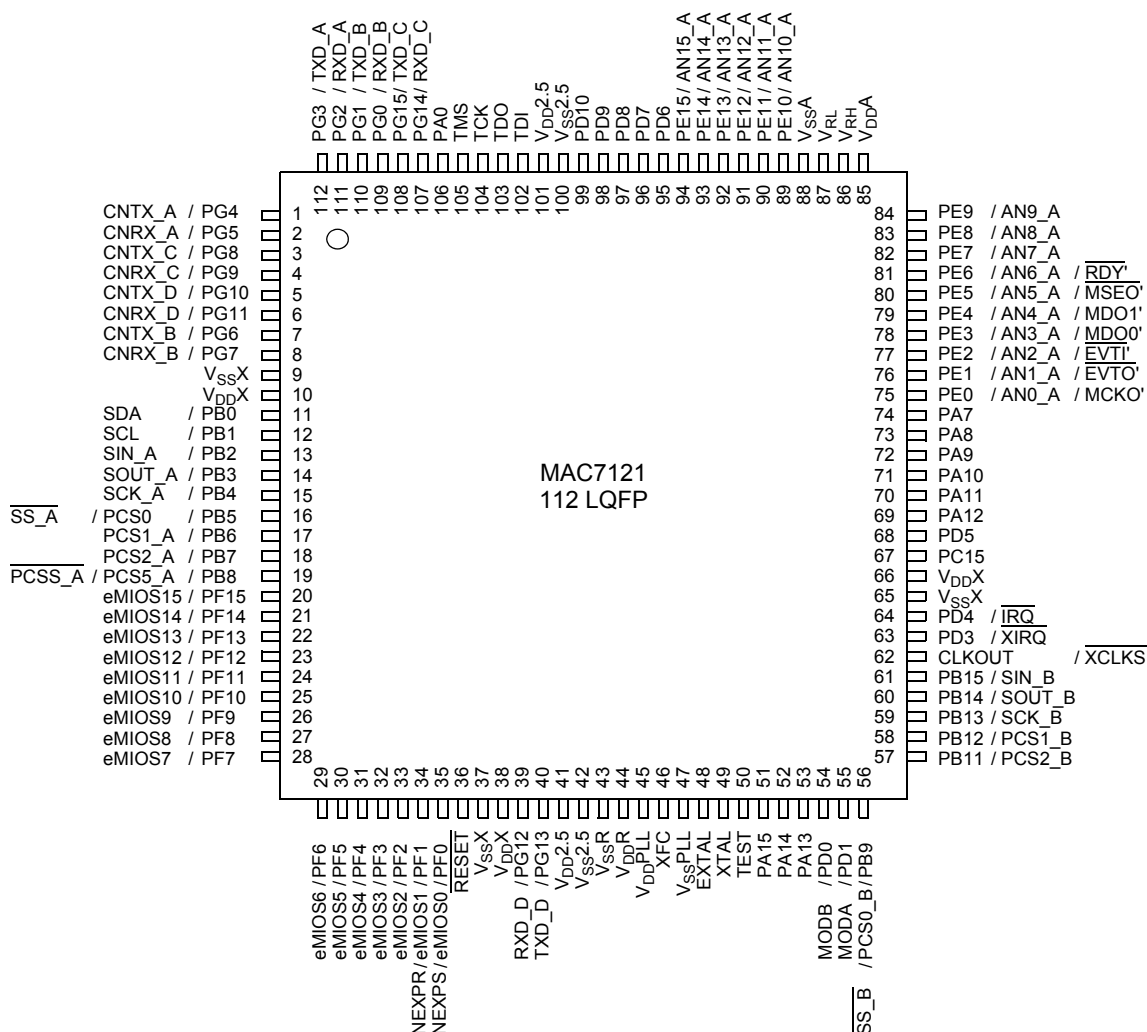 PG3 / TXD_A
PG2 / RXD_A
PG1 / TXD_B
PG0 / RXD_B
PG15/ TXD_C
PG14/ RXD_C
PA0
TMS
TCK
TDO
TDI
VDD2.5
VSS2.5
PD10
PD9
PD8
PD7
PD6
PE15/ AN15_A
PE14/ AN14_A
PE13/ AN13_A
PE12/ AN12_A
PE11/ AN11_A
PE10/ AN10_A
VSSA
VRL
VRH
VDDA
112 111 110 109 108 107 106 105 104 103 102 101 100 99 98 97 96 95 94 93 92 91 90 89 88 87 86 85
CNTX_A / PG4 1
CNRX_A / PG5 2
CNTX_C / PG8 3
CNRX_C / PG9 4
CNTX_D / PG10 5
CNRX_D / PG11 6
CNTX_B / PG6 7
CNRX_B / PG7 8
VSSX 9
VDDX 10
SDA / PB0 11
SCL / PB1 12
SIN_A / PB2 13
SOUT_A / PB3 14
SCK_A / PB4 15
SS_A / PCS0 / PB5 16
PCS1_A / PB6 17
PCS2_A / PB7 18
PCSS_A / PCS5_A / PB8 19
eMIOS15 / PF15 20
eMIOS14 / PF14 21
eMIOS13 / PF13 22
eMIOS12 / PF12 23
eMIOS11 / PF11 24
eMIOS10 / PF10 25
eMIOS9 / PF9 26
eMIOS8 / PF8 27
eMIOS7 / PF7 28
MAC7121
112 LQFP
84 PE9 / AN9_A
83 PE8 / AN8_A
82 PE7 / AN7_A
81 PE6 / AN6_A / RDY'
80 PE5 / AN5_A / MSEO'
79 PE4 / AN4_A / MDO1'
78 PE3 / AN3_A / MDO0'
77 PE2 / AN2_A / EVTI'
76 PE1 / AN1_A / EVTO'
75 PE0 / AN0_A / MCKO'
74 PA7
73 PA8
72 PA9
71 PA10
70 PA11
69 PA12
68 PD5
67 PC15
66 VDDX
65 VSSX
64 PD4 / IRQ
63 PD3 / XIRQ
62 CLKOUT / XCLKS
61 PB15 / SIN_B
60 PB14 / SOUT_B
59 PB13 / SCK_B
58 PB12 / PCS1_B
57 PB11 / PCS2_B
29 30 31 32 33 34 35 36 37 38 39 40 41 42 43 44 45 46 47 48 49 50 51 52 53 54 55 56
eMIOS6 / PF6
eMIOS5 / PF5
eMIOS4 / PF4
eMIOS3 / PF3
eMIOS2 / PF2
NEXPR / eMIOS1 / PF1
NEXPS / eMIOS0 / PF0
RESET
VSSX
VDDX
RXD_D / PG12
TXD_D / PG13
VDD2.5
VSS2.5
VSSR
VDDR
VDDPLL
XFC
VSSPLL
EXTAL
XTAL
TEST
PA15
PA14
PA13
MODB / PD0
MODA / PD1
SS_B / PCS0_B / PB9